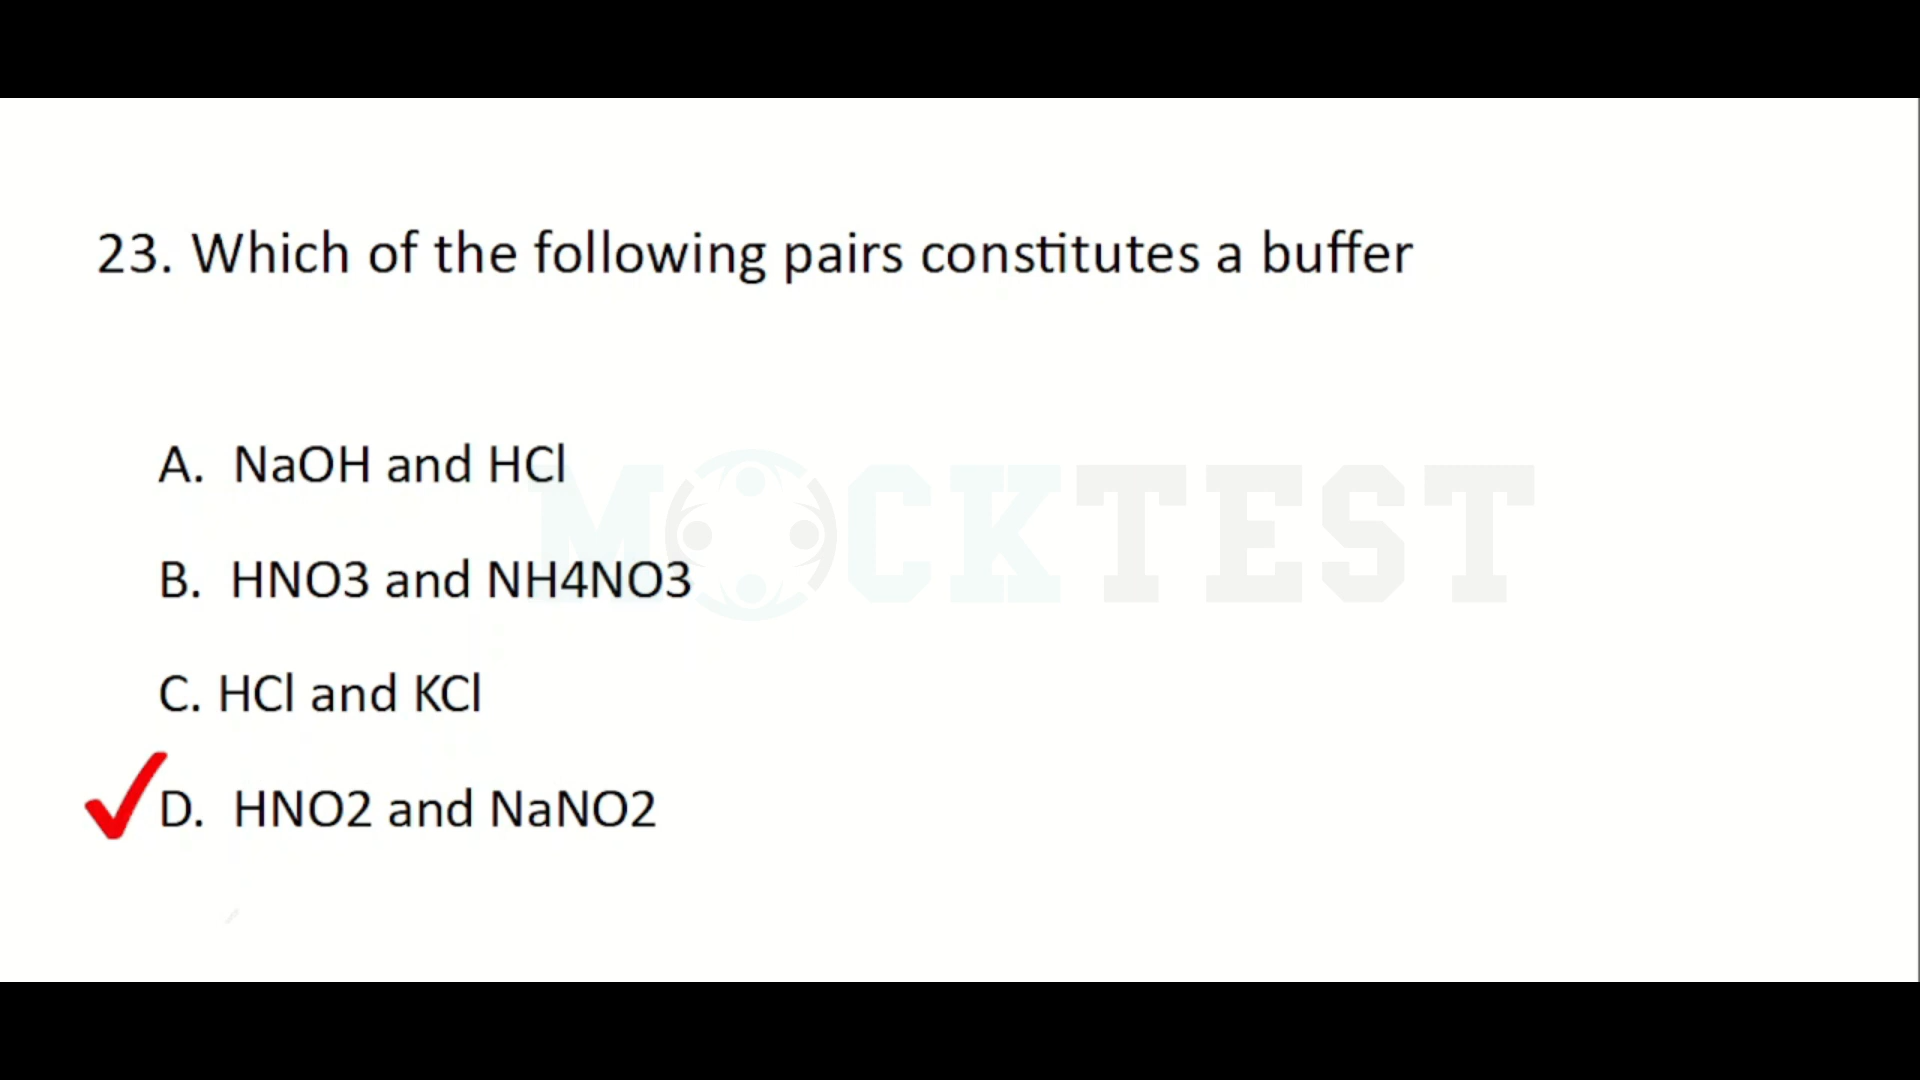 23. Which of the following pairs constitutes a buffer
A. NaOH and HCl
B. HNO3 and NH4NO3
C. HCl and KCl
D. HNO2 and NaNO2
MOCKTEST